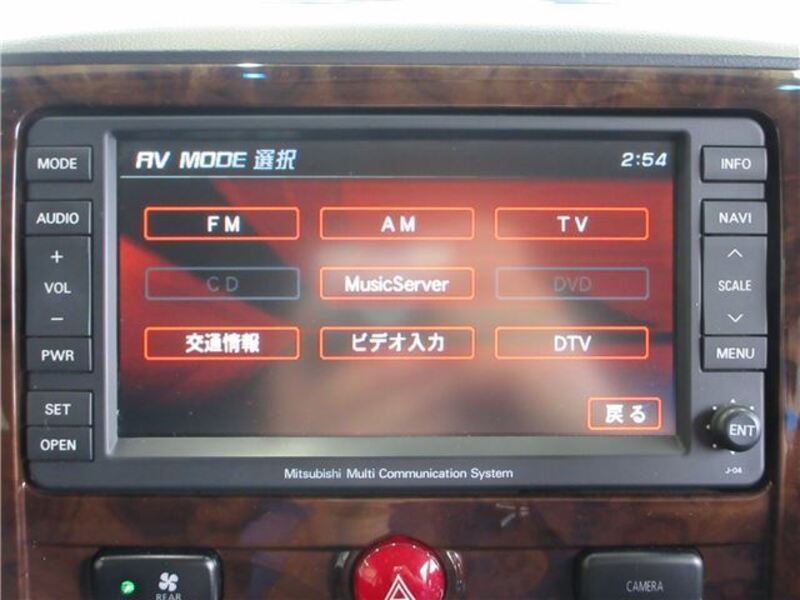 AV MODE 選択 2:54
MODE
AUDIO
+
VOL
−
PWR
SET
OPEN
FM AM TV
CD MusicServer DVD
交通情報 ビデオ入力 DTV
戻る
INFO
NAVI
SCALE
MENU
ENT
J-04
Mitsubishi Multi Communication System
REAR
CAMERA